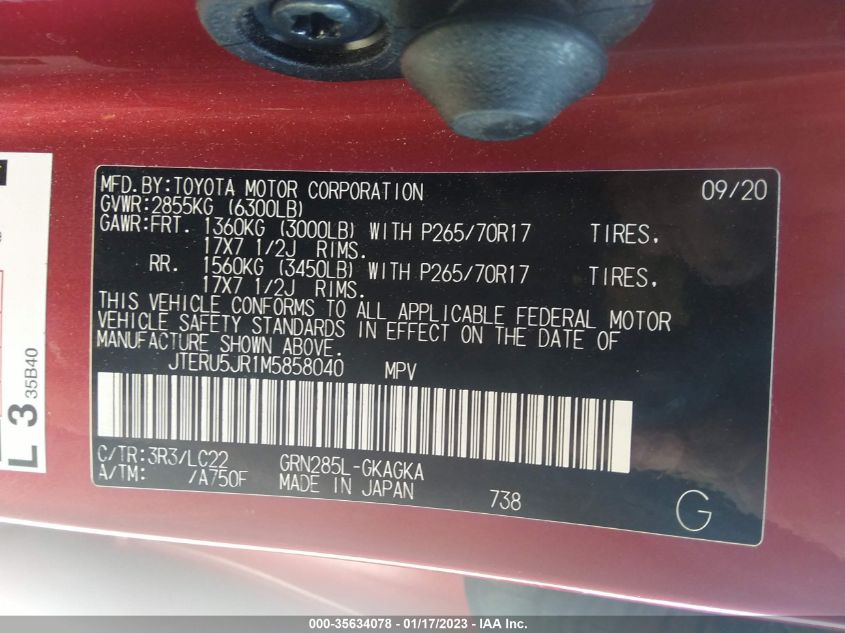 MFD.BY:TOYOTA MOTOR CORPORATION 09/20
GVWR:2855KG (6300LB)
GAWR:FRT. 1360KG (3000LB) WITH P265/70R17 TIRES,
17X7 1/2J RIMS.
RR. 1560KG (3450LB) WITH P265/70R17 TIRES,
17X7 1/2J RIMS.
THIS VEHICLE CONFORMS TO ALL APPLICABLE FEDERAL MOTOR
VEHICLE SAFETY STANDARDS IN EFFECT ON THE DATE OF
MANUFACTURE SHOWN ABOVE.
JTERU5JR1M5858040 MPV
C/TR:3R3/LC22 GRN285L-GKAGKA
A/TM: /A750F MADE IN JAPAN 738 G
L 3 35B40
000-35634078 - 01/17/2023 - IAA Inc.